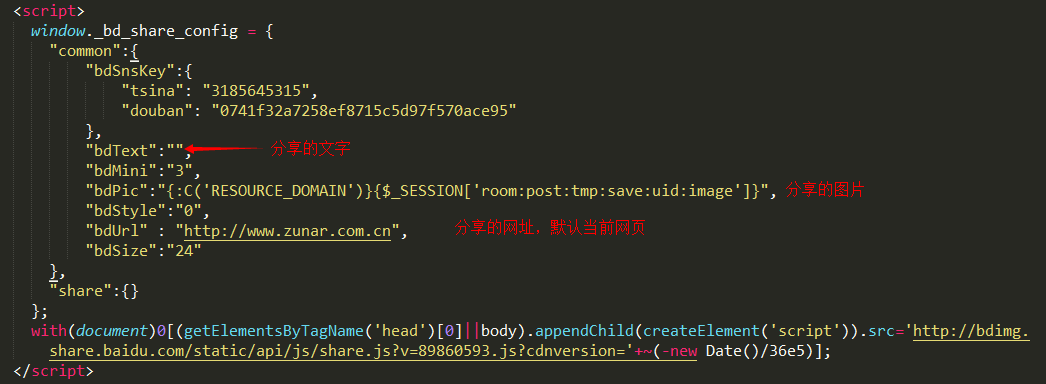 <script>
window._bd_share_config = {
"common":{
"bdSnsKey":{
"tsina": "3185645315",
"douban": "0741f32a7258ef8715c5d97f570ace95"
},
"bdText":"", 分享的文字
"bdMini":"3",
"bdPic":"{:C('RESOURCE_DOMAIN')}{$_SESSION['room:post:tmp:save:uid:image']}", 分享的图片
"bdStyle":"0",
"bdUrl" : "http://www.zunar.com.cn", 分享的网址，默认当前网页
"bdSize":"24"
},
"share":{}
};
with(document)0[(getElementsByTagName('head')[0]||body).appendChild(createElement('script')).src='http://bdimg.
share.baidu.com/static/api/js/share.js?v=89860593.js?cdnversion='+~(-new Date()/36e5)];
</script>